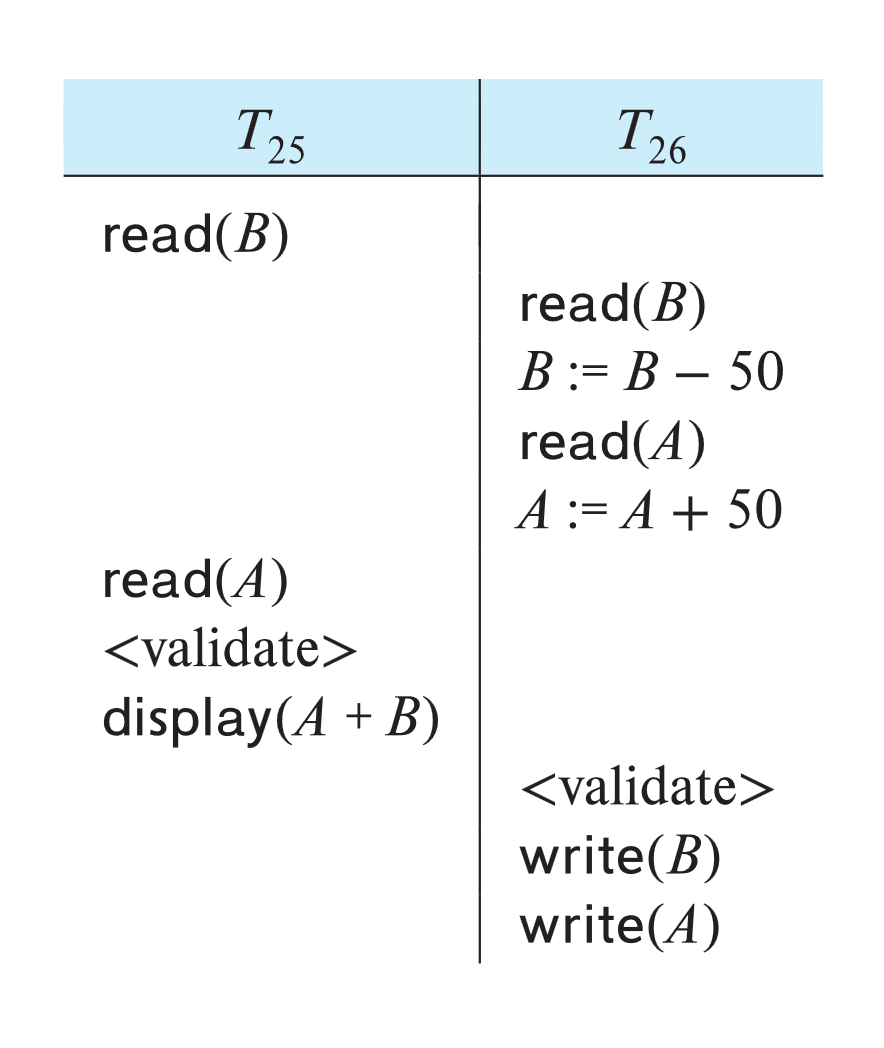 T25 T26
read(B)
read(B)
B := B − 50
read(A)
A := A + 50
read(A)
<validate>
display(A + B)
<validate>
write(B)
write(A)